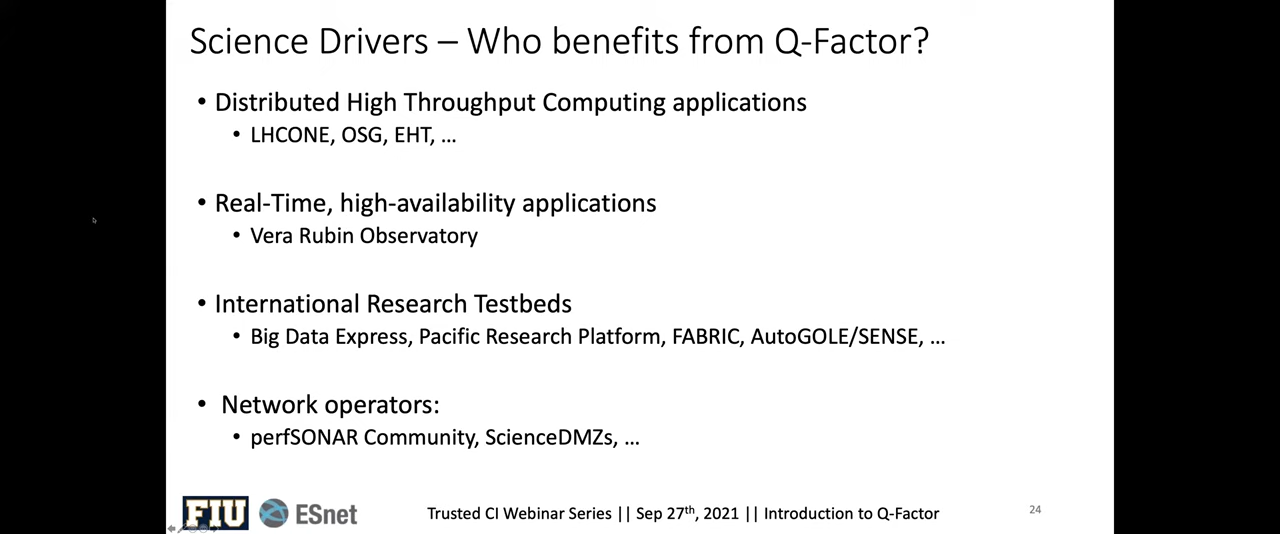 Science Drivers – Who benefits from Q-Factor?
• Distributed High Throughput Computing applications
• LHCONE, OSG, EHT, ...
• Real-Time, high-availability applications
• Vera Rubin Observatory
• International Research Testbeds
• Big Data Express, Pacific Research Platform, FABRIC, AutoGOLE/SENSE, ...
• Network operators:
• perfSONAR Community, ScienceDMZs, ...
FIU ESnet Trusted CI Webinar Series || Sep 27th, 2021 || Introduction to Q-Factor 24